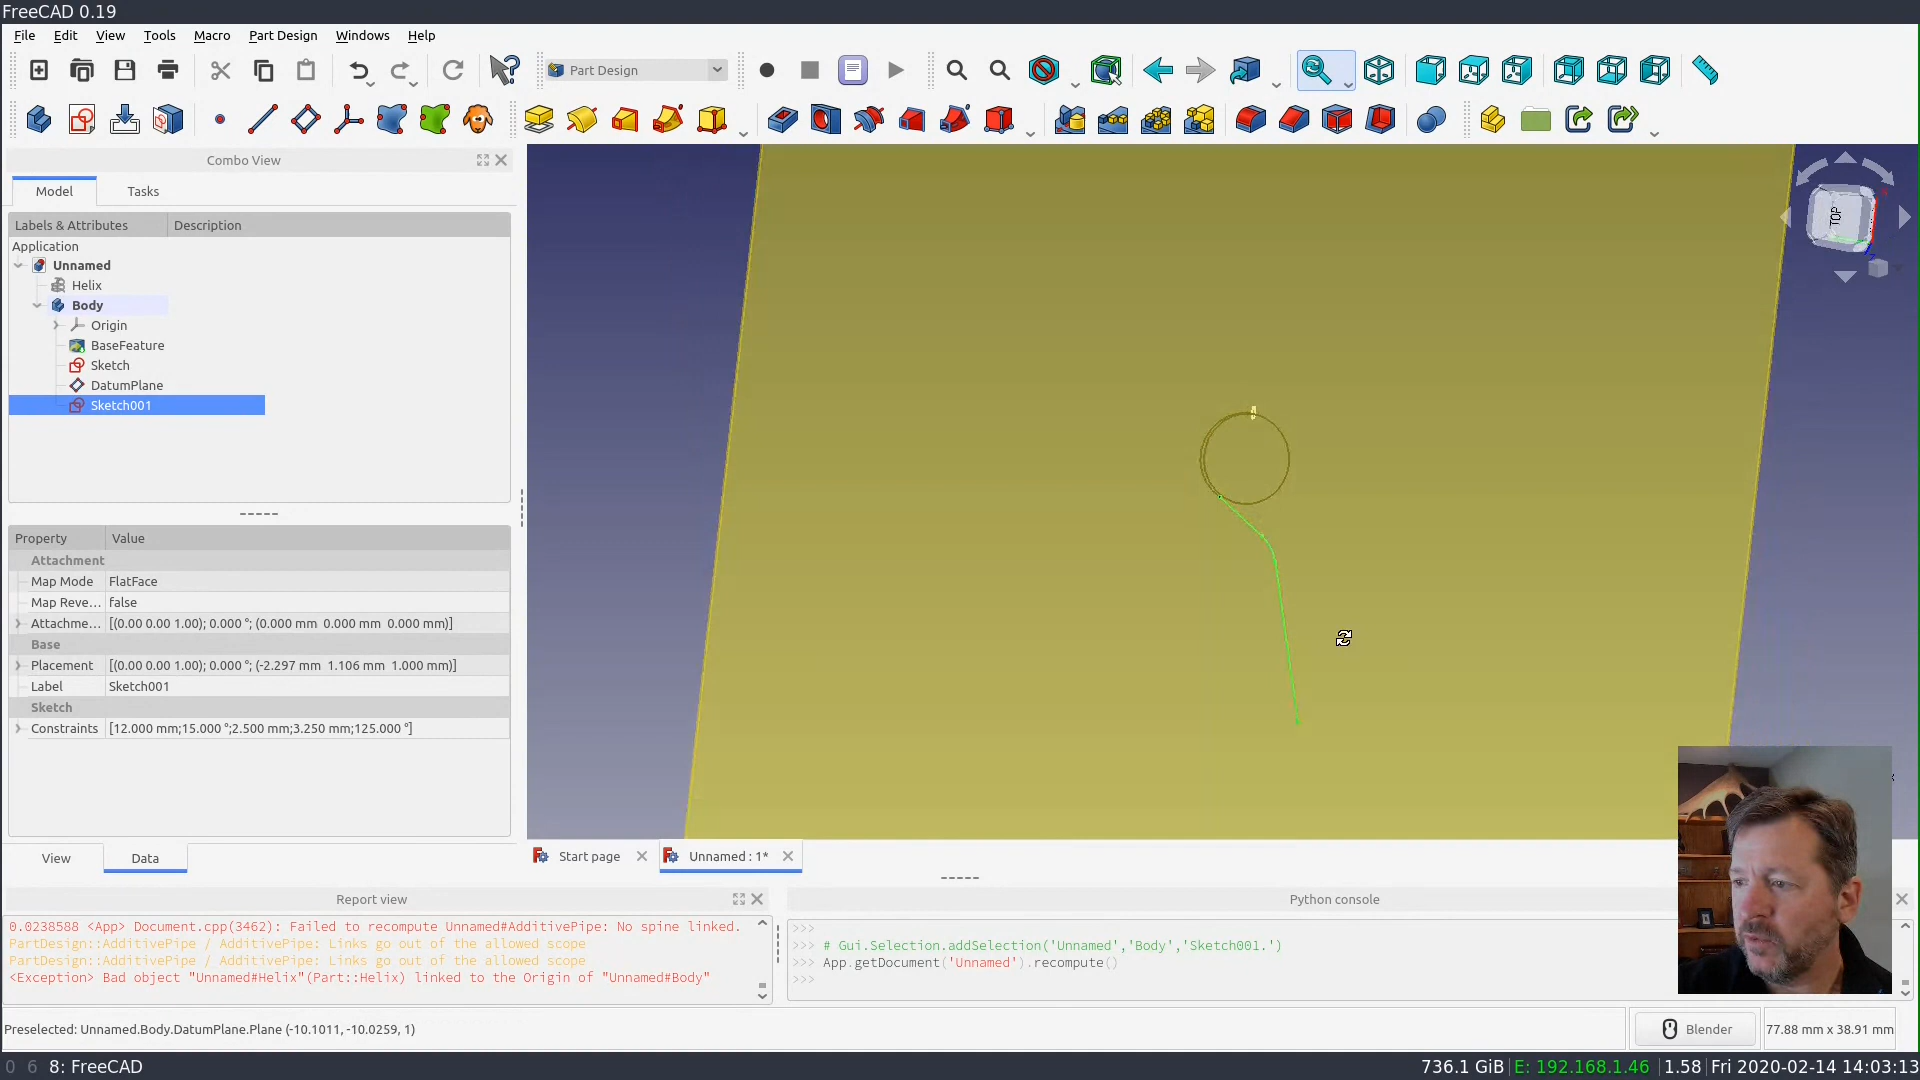 FreeCAD 0.19
File Edit View Tools Macro Part Design Windows Help
Part Design
Combo View
Model Tasks
Labels & Attributes Description
Application
Unnamed
Helix
Body
Origin
BaseFeature
Sketch
DatumPlane
Sketch001
TOP
Property Value
Attachment
Map Mode FlatFace
Map Reve... false
Attachme... [(0.00 0.00 1.00); 0.000 °; (0.000 mm 0.000 mm 0.000 mm)]
Base
Placement [(0.00 0.00 1.00); 0.000 °; (-2.297 mm 1.106 mm 1.000 mm)]
Label Sketch001
Sketch
Constraints [12.000 mm;15.000 °;2.500 mm;3.250 mm;125.000 °]
View Data
Start page Unnamed : 1*
Report view
0.0238588 <App> Document.cpp(3462): Failed to recompute Unnamed#AdditivePipe: No spine linked.
PartDesign::AdditivePipe / AdditivePipe: Links go out of the allowed scope
PartDesign::AdditivePipe / AdditivePipe: Links go out of the allowed scope
<Exception> Bad object "Unnamed#Helix"(Part::Helix) linked to the Origin of "Unnamed#Body"
Python console
>>>
>>> # Gui.Selection.addSelection('Unnamed','Body','Sketch001.')
>>> App.getDocument('Unnamed').recompute()
>>>
Preselected: Unnamed.Body.DatumPlane.Plane (-10.1011, -10.0259, 1)
Blender
77.88 mm x 38.91 mm
0 6 8: FreeCAD
736.1 GiB E: 192.168.1.46 1.58 Fri 2020-02-14 14:03:13